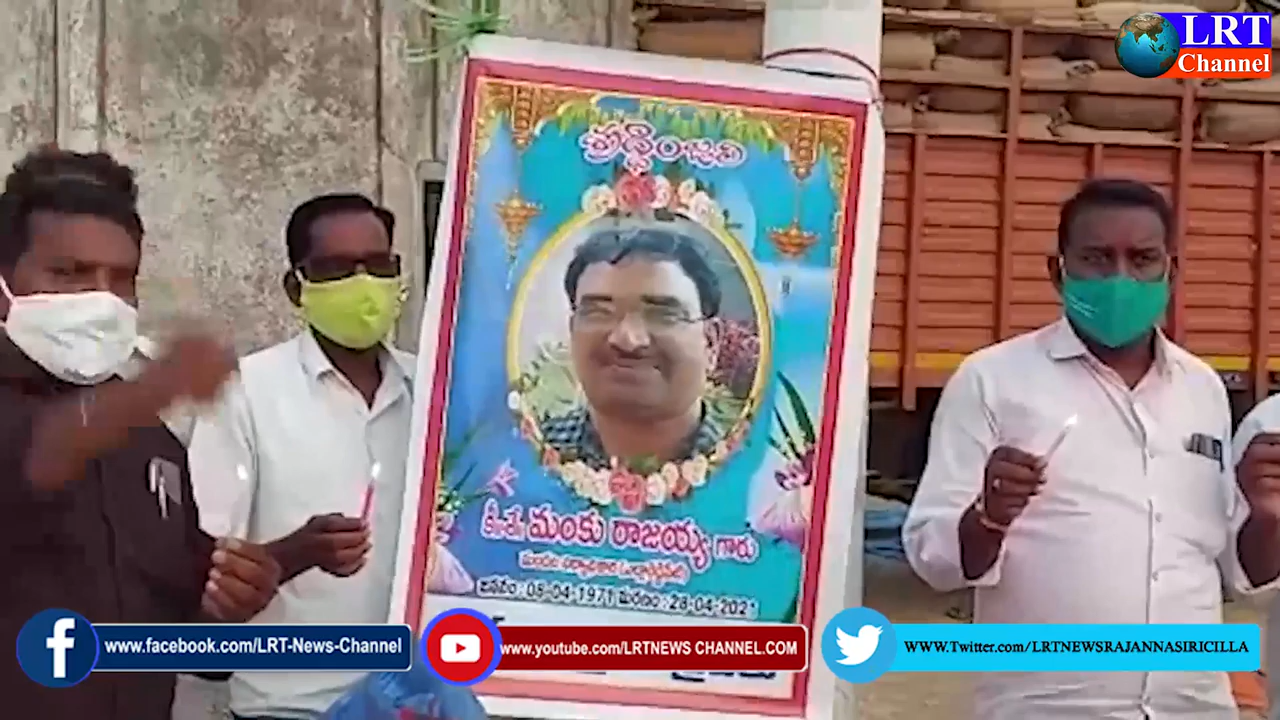 LRT
Channel
శ్రద్ధాంజలి
కీ.శే. మంకు రాజయ్య గారు
జననం : 08-04-1971 మరణం : 28-04-2021
www.facebook.com/LRT-News-Channel
www.youtube.com/LRTNEWS CHANNEL.COM
WWW.Twitter.com/LRTNEWSRAJANNASIRICILLA